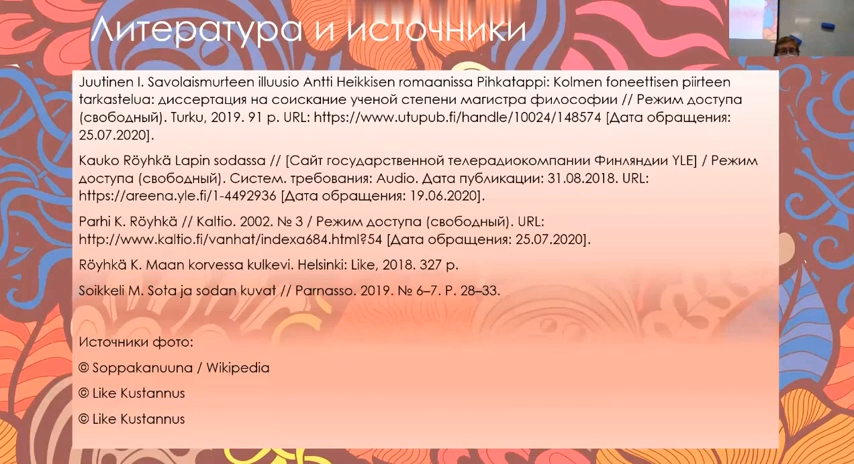 Литература и источники
Juutinen I. Savolaismurteen illuusio Antti Heikkisen romaanissa Pihkatappi: Kolmen foneettisen piirteen
tarkastelua: диссертация на соискание ученой степени магистра философии // Режим доступа
(свободный). Turku, 2019. 91 p. URL: https://www.utupub.fi/handle/10024/148574 [Дата обращения:
25.07.2020].
Kauko Röyhkä Lapin sodassa // [Сайт государственной телерадиокомпании Финляндии YLE] / Режим
доступа (свободный). Систем. требования: Audio. Дата публикации: 31.08.2018. URL:
https://areena.yle.fi/1-4492936 [Дата обращения: 19.06.2020].
Parhi K. Röyhkä // Kaltio. 2002. № 3 / Режим доступа (свободный). URL:
http://www.kaltio.fi/vanhat/indexa684.html?54 [Дата обращения: 25.07.2020].
Röyhkä K. Maan korvessa kulkevi. Helsinki: Like, 2018. 327 p.
Soikkeli M. Sota ja sodan kuvat // Parnasso. 2019. № 6–7. P. 28–33.
Источники фото:
© Soppakanuuna / Wikipedia
© Like Kustannus
© Like Kustannus